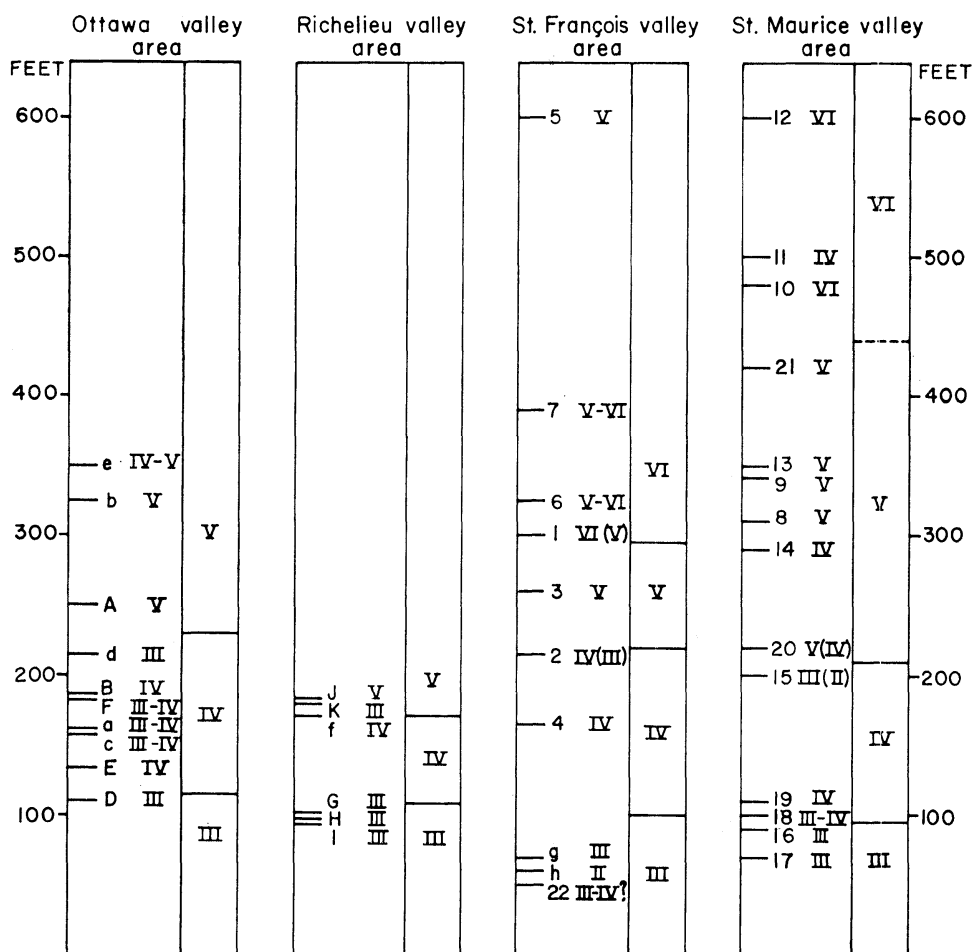 Ottawa valley area
FEET
600
500
400
300
200
100
e IV-V
b V
A V
d III
B IV
F III-IV
a III-IV
c III-IV
E IV
D III
V
IV
III
Richelieu valley area
J V
K III
f IV
G III
H III
I III
V
IV
III
St. François valley area
5 V
7 V-VI
6 V-VI
1 VI (V)
3 V
2 IV(III)
4 IV
g III
h II
22 III-IV?
VI
V
IV
III
St. Maurice valley area
12 VI
11 IV
10 VI
21 V
13 V
9 V
8 V
14 IV
20 V(IV)
15 III(II)
19 IV
18 III-IV
16 III
17 III
VI
V
IV
III
FEET
600
500
400
300
200
100